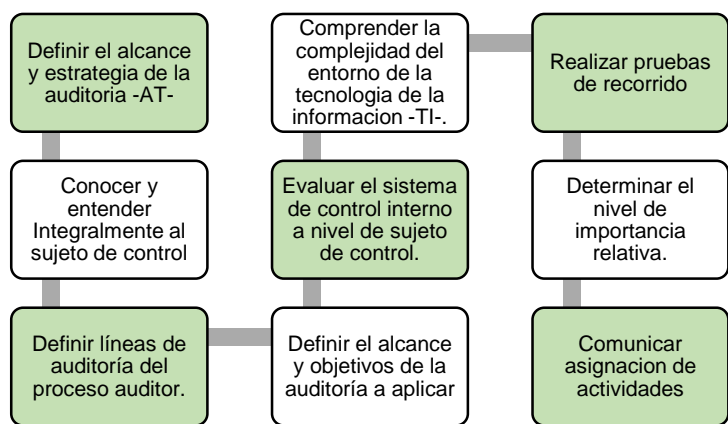 Definir el alcance
y estrategia de la
auditoria -AT-
Conocer y
entender
Integralmente al
sujeto de control
Definir líneas de
auditoría del
proceso auditor.
Definir el alcance
y objetivos de la
auditoría a aplicar
Evaluar el sistema
de control interno
a nivel de sujeto
de control.
Comprender la
complejidad del
entorno de la
tecnologia de la
informacion -TI-.
Realizar pruebas
de recorrido
Determinar el
nivel de
importancia
relativa.
Comunicar
asignacion de
actividades